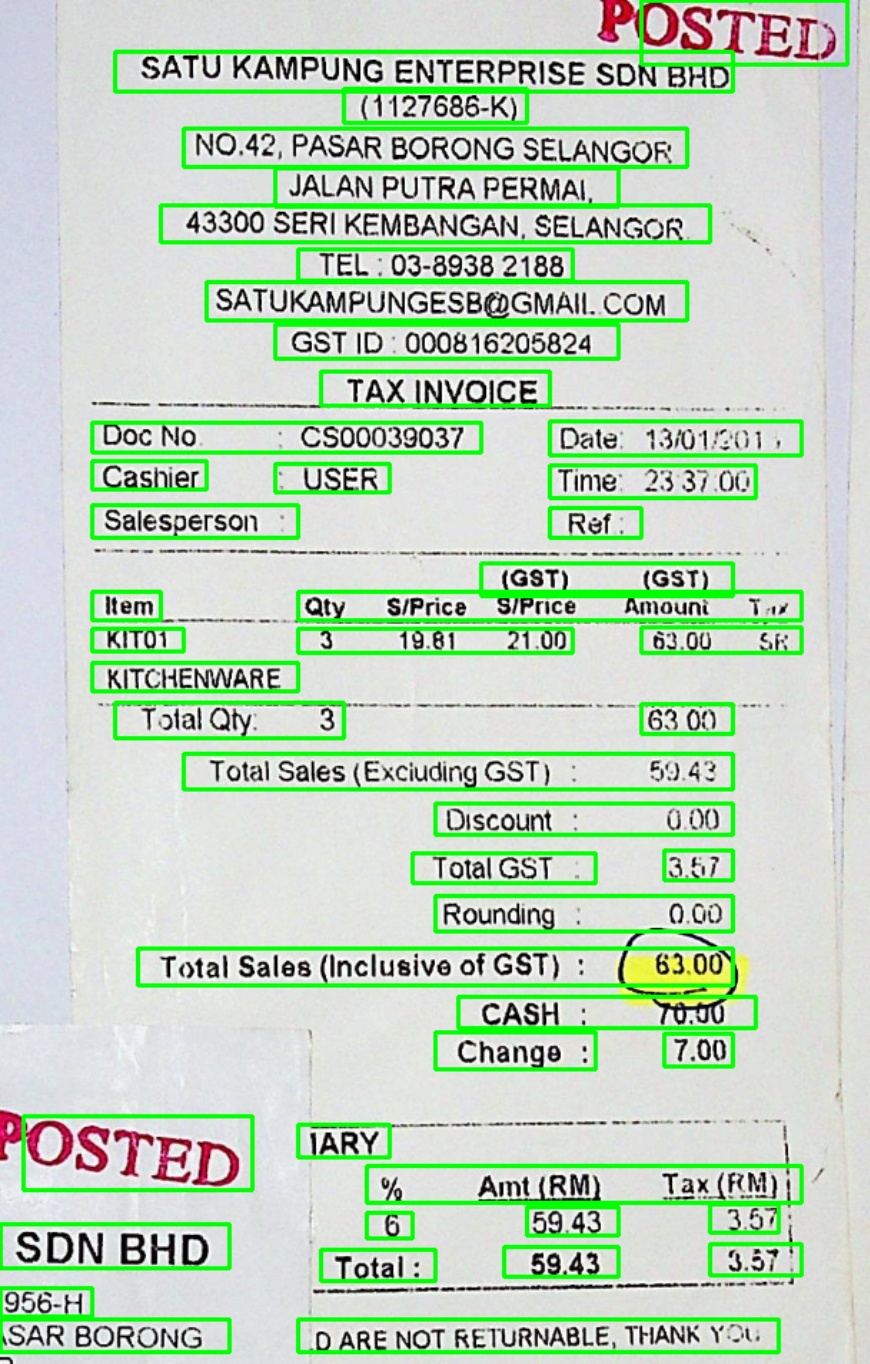 POSTED
SATU KAMPUNG ENTERPRISE SDN BHD
(1127686-K)
NO.42, PASAR BORONG SELANGOR
JALAN PUTRA PERMAI,
43300 SERI KEMBANGAN, SELANGOR
TEL : 03-8938 2188
SATUKAMPUNGESB@GMAIL.COM
GST ID : 000816205824
TAX INVOICE
Doc No. : CS00039037 Date:
Cashier : USER Time: 23:37:00
Salesperson : Ref :
(GST) (GST)
Item Qty S/Price S/Price Amount Tax
KIT01 3 19.81 21.00 63.00 SR
KITCHENWARE
Total Qty: 3 63.00
Total Sales (Excluding GST) : 59.43
Discount : 0.00
Total GST : 3.57
Rounding : 0.00
Total Sales (Inclusive of GST) : 63.00
CASH : 70.00
Change : 7.00
POSTED
IARY
% Amt (RM) Tax (RM)
6 59.43 3.57
Total : 59.43 3.57
SDN BHD
956-H
ASAR BORONG
D ARE NOT RETURNABLE, THANK YOU